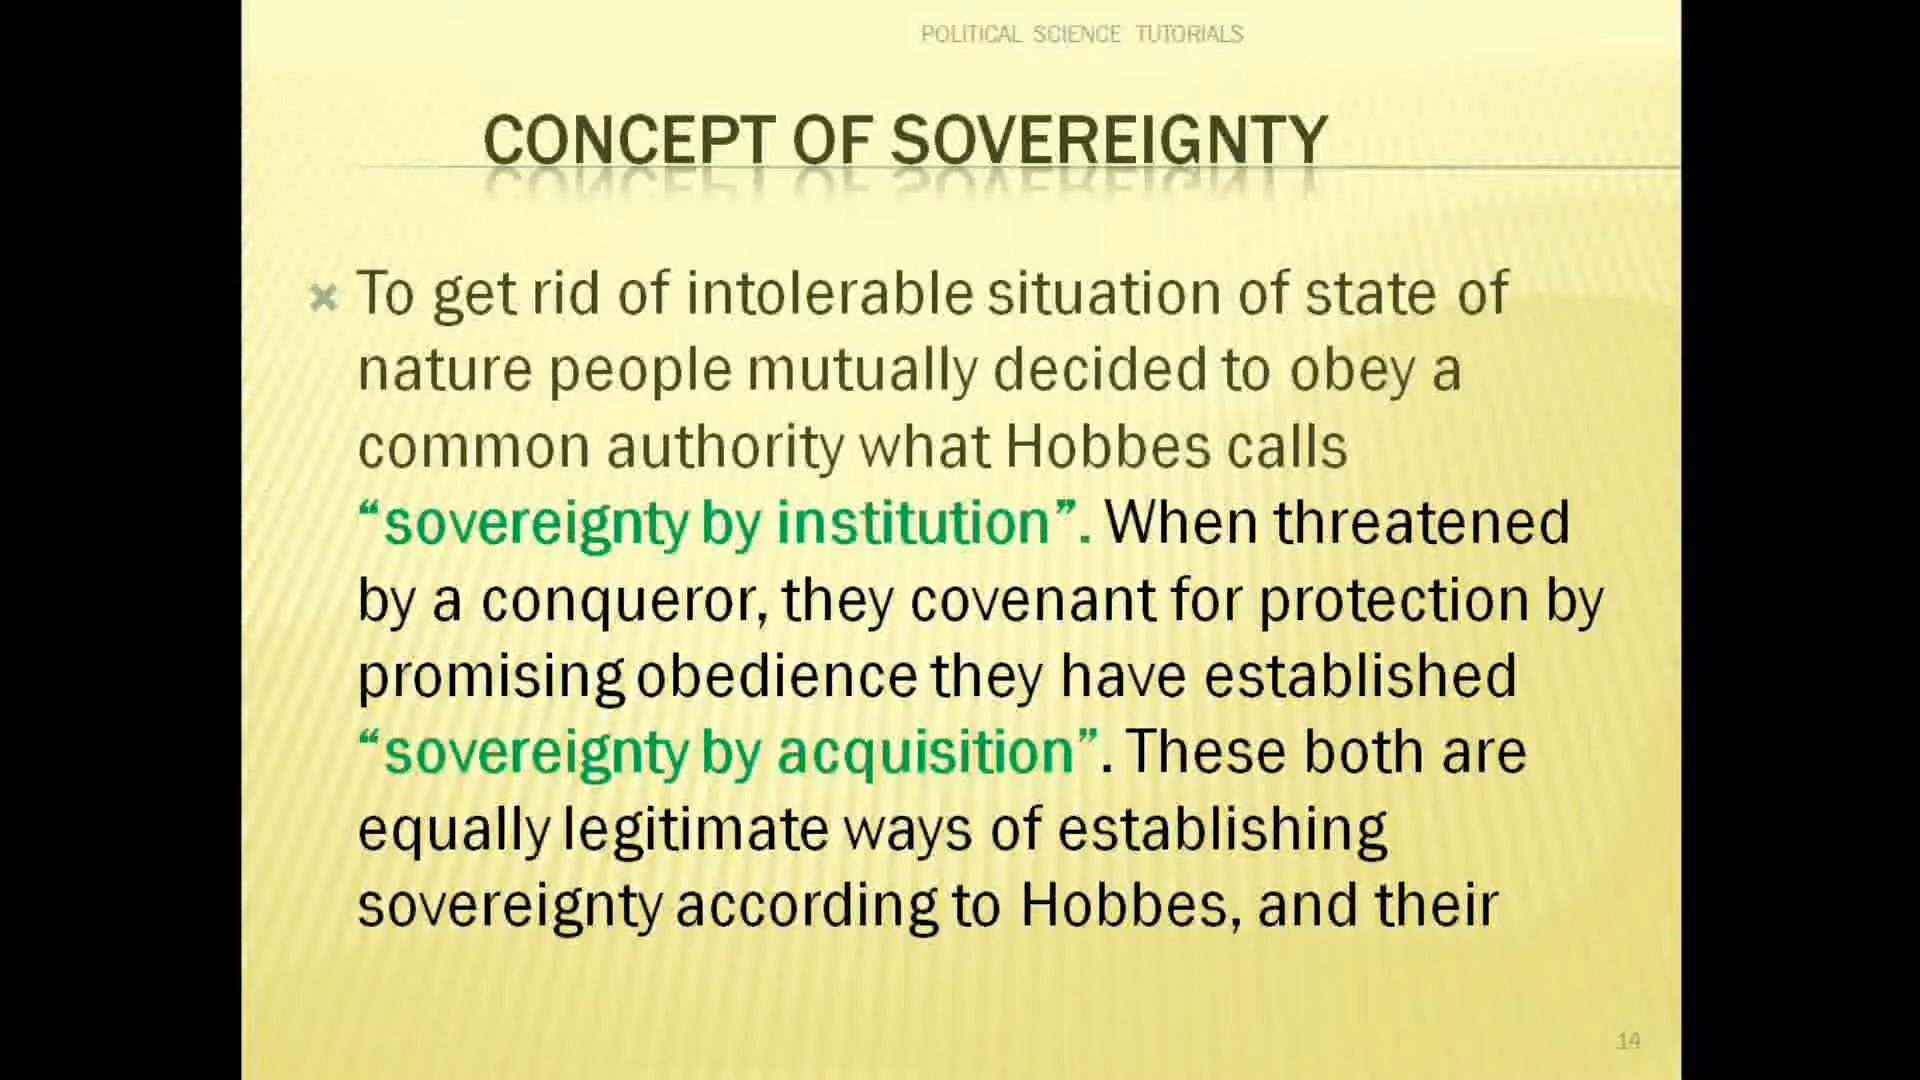 POLITICAL SCIENCE TUTORIALS
CONCEPT OF SOVEREIGNTY
To get rid of intolerable situation of state of
nature people mutually decided to obey a
common authority what Hobbes calls
“sovereignty by institution”. When threatened
by a conqueror, they covenant for protection by
promising obedience they have established
“sovereignty by acquisition”. These both are
equally legitimate ways of establishing
sovereignty according to Hobbes, and their
14